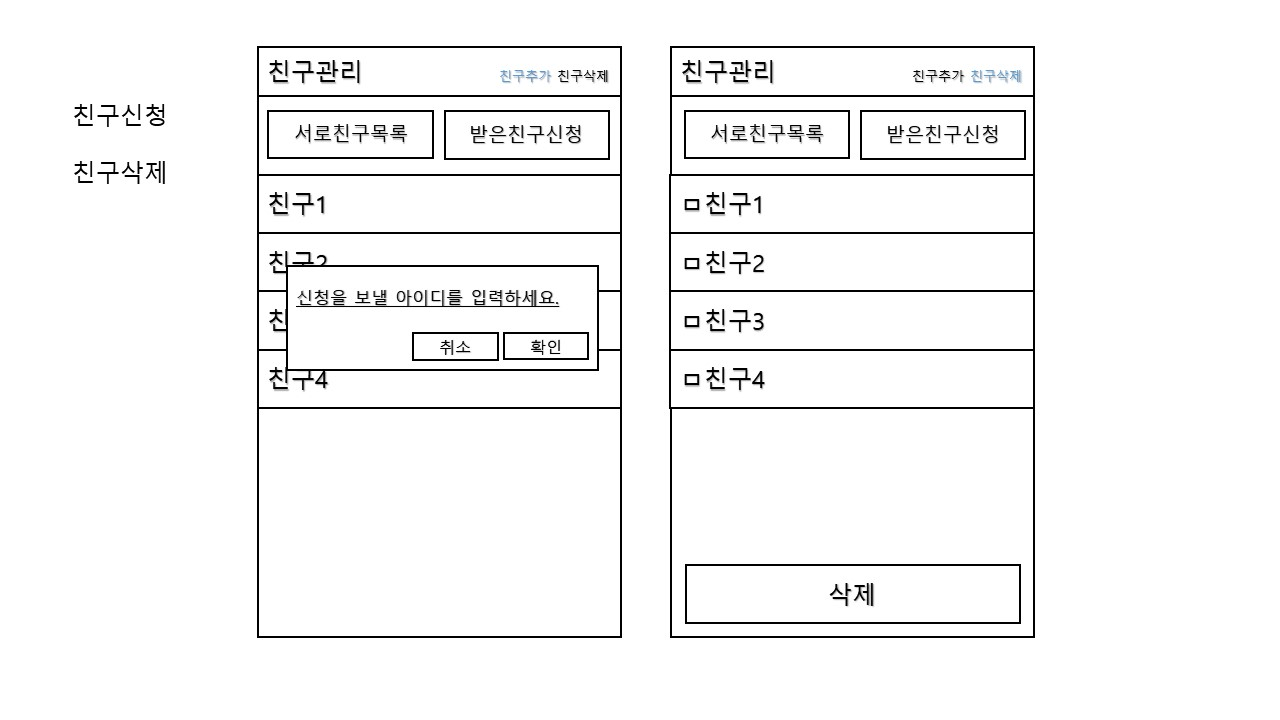 친구신청
친구삭제
친구관리
친구추가 친구삭제
서로친구목록
받은친구신청
친구1
친구2
신청을 보낼 아이디를 입력하세요.
친
취소
확인
친구4
친구관리
친구추가 친구삭제
서로친구목록
받은친구신청
ㅁ친구1
ㅁ친구2
ㅁ친구3
ㅁ친구4
삭제